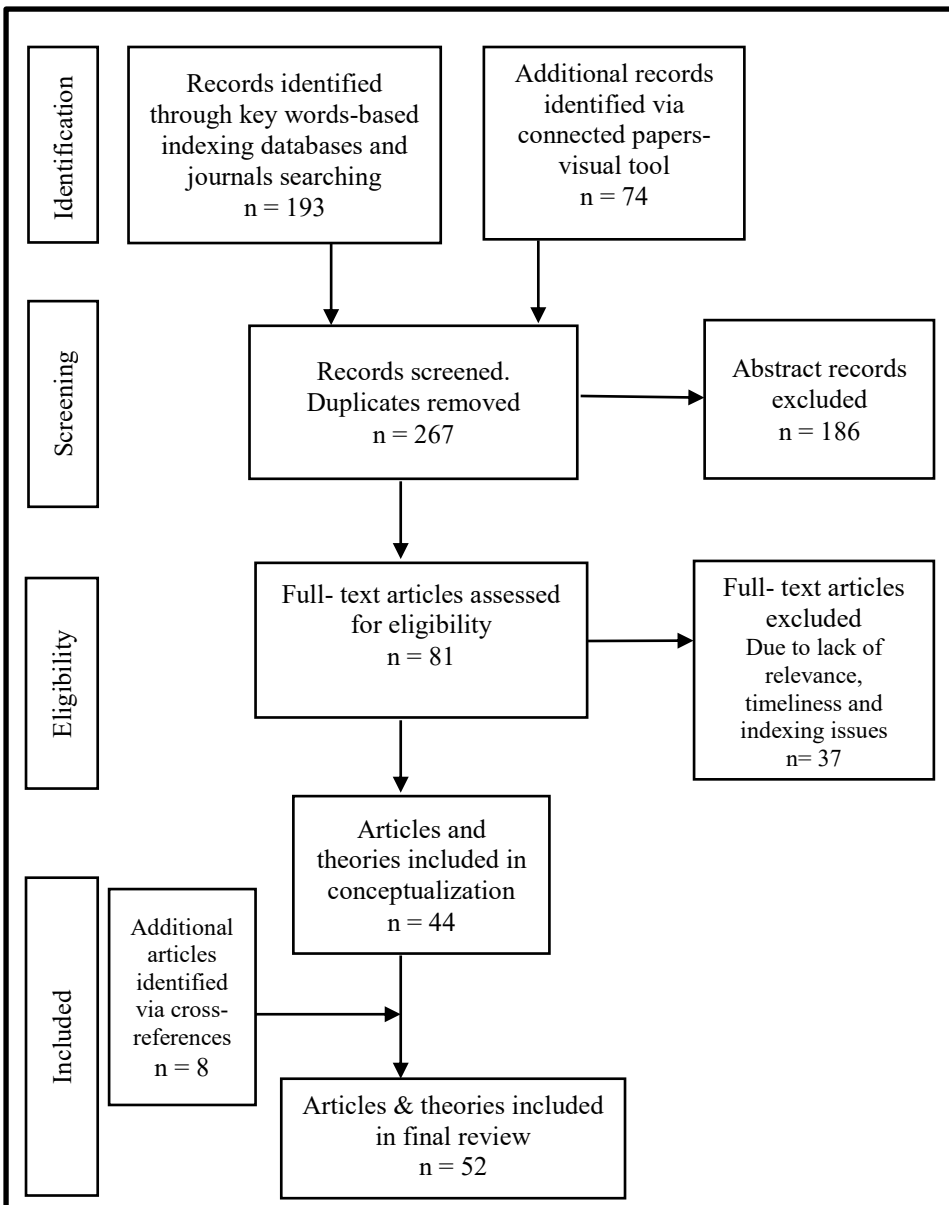 Identification
Records identified
through key words-based
indexing databases and
journals searching
n = 193
Additional records
identified via
connected papers-
visual tool
n = 74
Screening
Records screened.
Duplicates removed
n = 267
Abstract records
excluded
n = 186
Eligibility
Full- text articles assessed
for eligibility
n = 81
Full- text articles
excluded
Due to lack of
relevance,
timeliness and
indexing issues
n= 37
Articles and
theories included in
conceptualization
n = 44
Included
Additional
articles
identified
via cross-
references
n = 8
Articles & theories included
in final review
n = 52